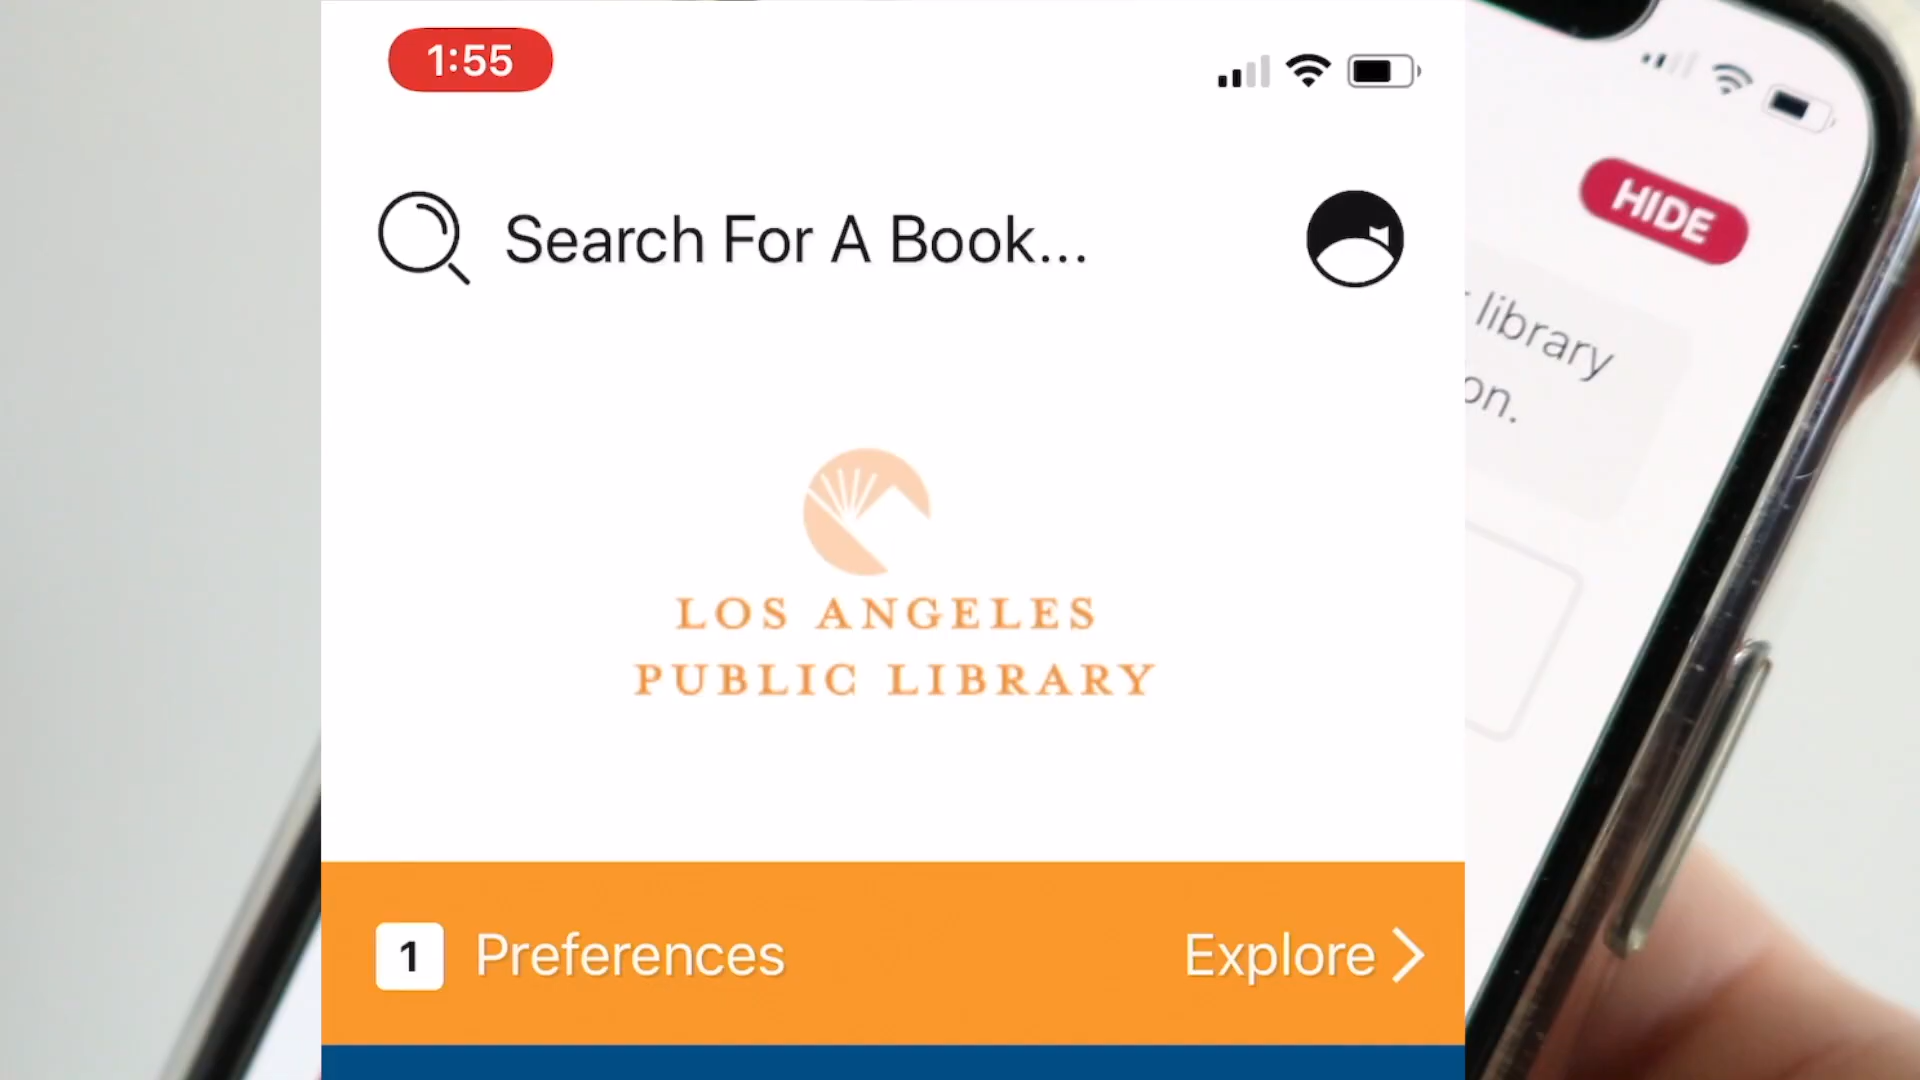 1:55
Search For A Book...
LOS ANGELES
PUBLIC LIBRARY
1 Preferences
Explore
HIDE
library
on.